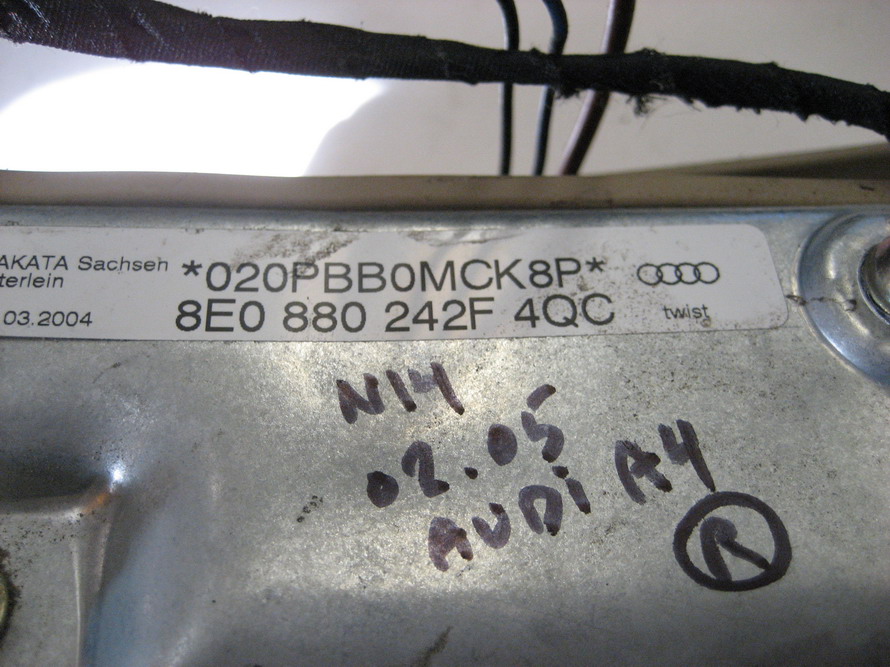 AKATA Sachsen
terlein
03.2004
*020PBB0MCK8P*
8E0 880 242F 4QC
twist
N14
02.05
AUDi A4
R